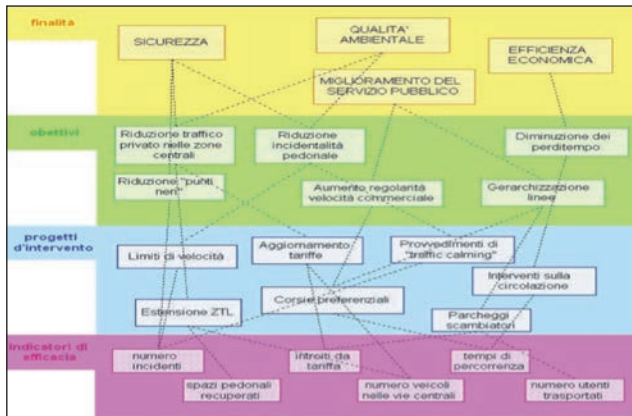 finalità
SICUREZZA
QUALITA'
AMBIENTALE
EFFICIENZA
ECONOMICA
MIGLIORAMENTO DEL
SERVIZIO PUBBLICO
obettivi
Riduzione traffico
privato nelle zone
centrali
Riduzione
incidentalità
pedonale
Diminuzione dei
perditempo
Riduzione "punti
neri"
Aumento regolarità
velocità commerciale
Gerarchizzazione
linee
progetti
d'intervento
Limiti di velocità
Aggiornamento
tariffe
Provvedimenti di
"traffic calming"
Interventi sulla
circolazione
Estensione ZTL
Corsie preferenziali
Parcheggi
scambiatori
Indicatori di
efficacia
numero
incidenti
introiti da
tariffa
tempi di
percorrenza
spazi pedonali
recuperati
numero veicoli
nelle vie centrali
numero utenti
trasportati